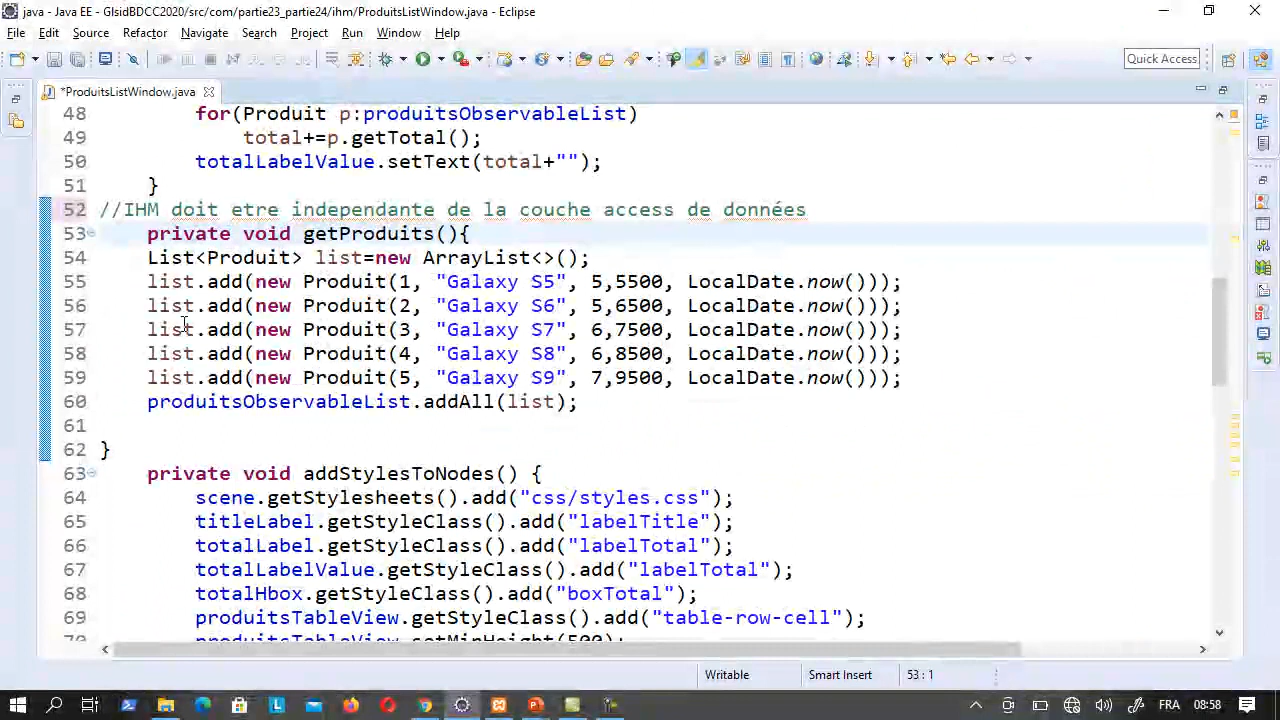 java - Java EE - GlsidBDCC2020/src/com/partie23_partie24/ihm/ProduitsListWindow.java - Eclipse
File Edit Source Refactor Navigate Search Project Run Window Help
Quick Access
*ProduitsListWindow.java
48 for(Produit p:produitsObservableList)
49 total+=p.getTotal();
50 totalLabelValue.setText(total+"");
51 }
52 //IHM doit etre independante de la couche access de données
53 private void getProduits(){
54 List<Produit> list=new ArrayList<>();
55 list.add(new Produit(1, "Galaxy S5", 5,5500, LocalDate.now()));
56 list.add(new Produit(2, "Galaxy S6", 5,6500, LocalDate.now()));
57 list.add(new Produit(3, "Galaxy S7", 6,7500, LocalDate.now()));
58 list.add(new Produit(4, "Galaxy S8", 6,8500, LocalDate.now()));
59 list.add(new Produit(5, "Galaxy S9", 7,9500, LocalDate.now()));
60 produitsObservableList.addAll(list);
61
62 }
63 private void addStylesToNodes() {
64 scene.getStylesheets().add("css/styles.css");
65 titleLabel.getStyleClass().add("labelTitle");
66 totalLabel.getStyleClass().add("labelTotal");
67 totalLabelValue.getStyleClass().add("labelTotal");
68 totalHbox.getStyleClass().add("boxTotal");
69 produitsTableView.getStyleClass().add("table-row-cell");
70 produitsTableView.setMinHeight(500);
Writable Smart Insert 53 : 1
FRA 08:58